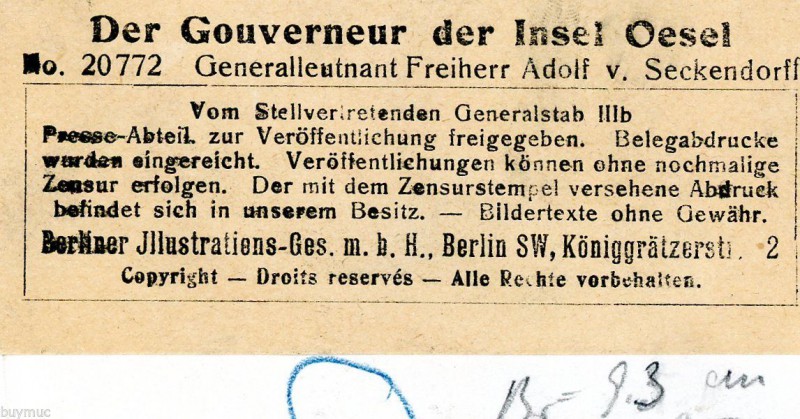 Der Gouverneur der Insel Oesel
No. 20772 Generalleutnant Freiherr Adolf v. Seckendorff
Vom Stellvertretenden Generalstab IIIb
Presse-Abteil. zur Veröffentlichung freigegeben. Belegabdrucke
wurden eingereicht. Veröffentlichungen können ohne nochmalige
Zensur erfolgen. Der mit dem Zensurstempel versehene Abdruck
befindet sich in unserem Besitz. — Bildertexte ohne Gewähr.
Berliner Jllustrations-Ges. m. b. H., Berlin SW, Königgrätzerstr. 2
Copyright — Droits reservés — Alle Rechte vorbehalten.
9.3 cm
buymuc